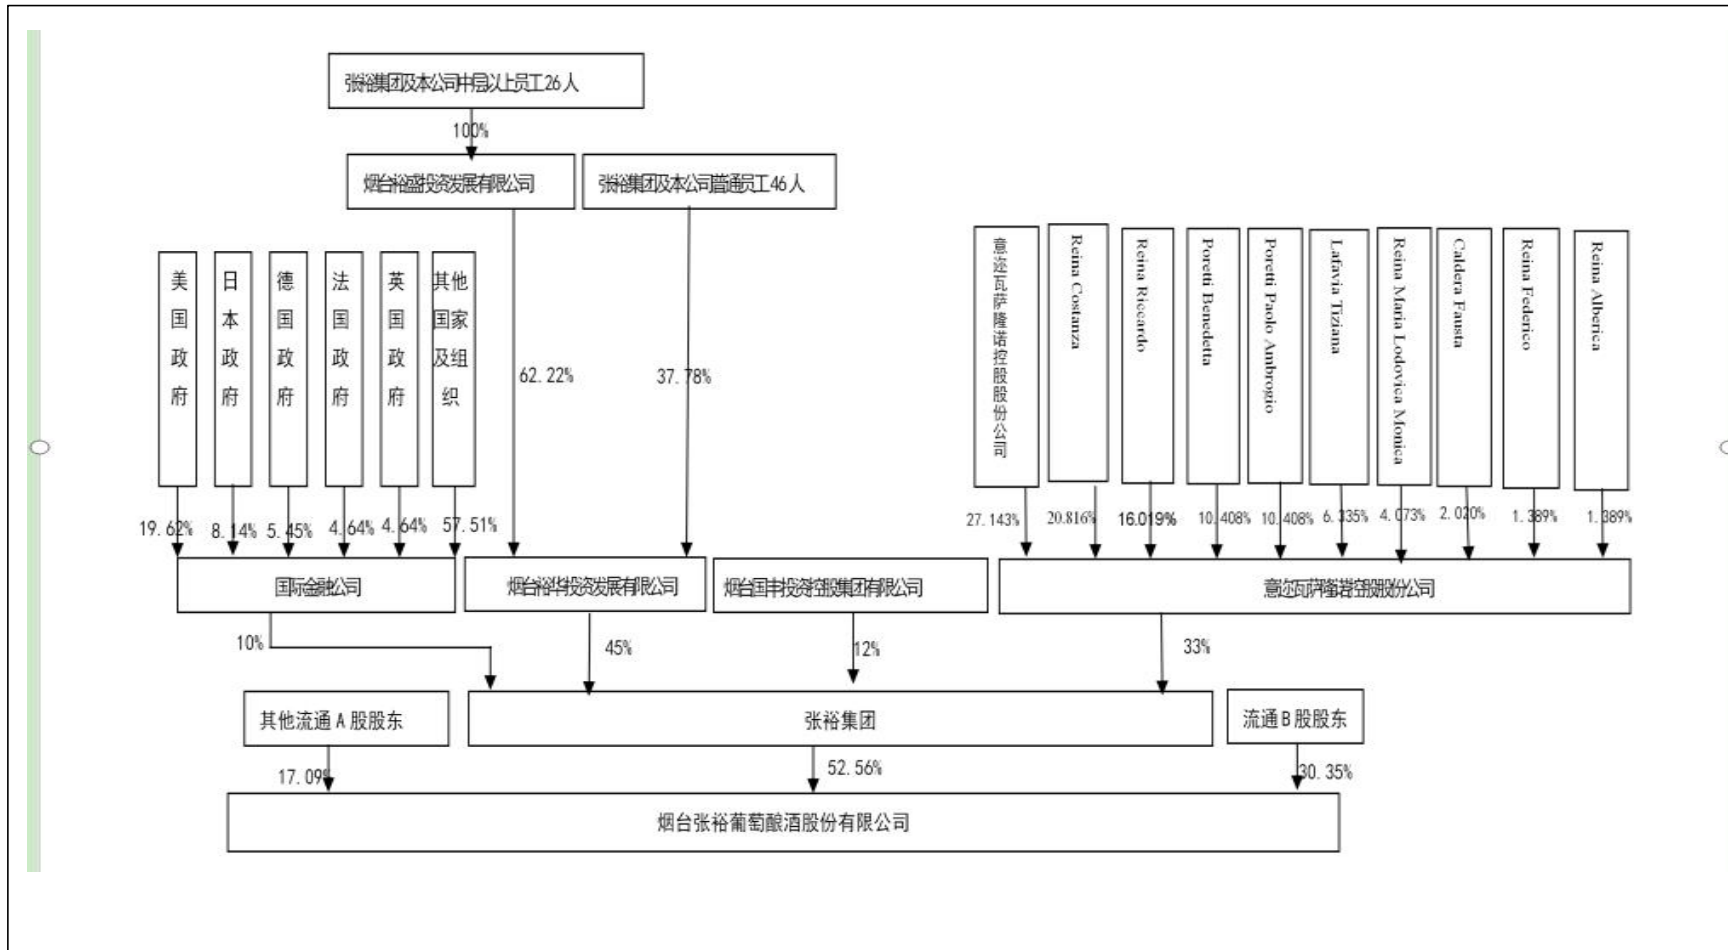 张裕集团及本公司中层以上员工26人
100%
烟台裕盛投资发展有限公司
张裕集团及本公司普通员工46人
美国政府
日本政府
德国政府
法国政府
英国政府
其他国家及组织
62.22%
37.78%
意迩瓦萨隆诺控股股份公司
Reina Costanza
Reina Riccardo
Poretti Benedetta
Poretti Paolo Ambrogio
Lafavia Tiziana
Reina Maria Lodovica Monica
Caldera Fausta
Reina Federico
Reina Alberica
19.62%
8.14%
5.45%
4.64%
4.64%
57.51%
27.143%
20.816%
16.019%
10.408%
10.408%
6.335%
4.073%
2.020%
1.389%
1.389%
国际金融公司
烟台裕华投资发展有限公司
烟台国丰投资控股集团有限公司
意迩瓦萨隆诺控股股份公司
10%
45%
12%
33%
其他流通A股股东
张裕集团
流通B股股东
17.09%
52.56%
30.35%
烟台张裕葡萄酿酒股份有限公司